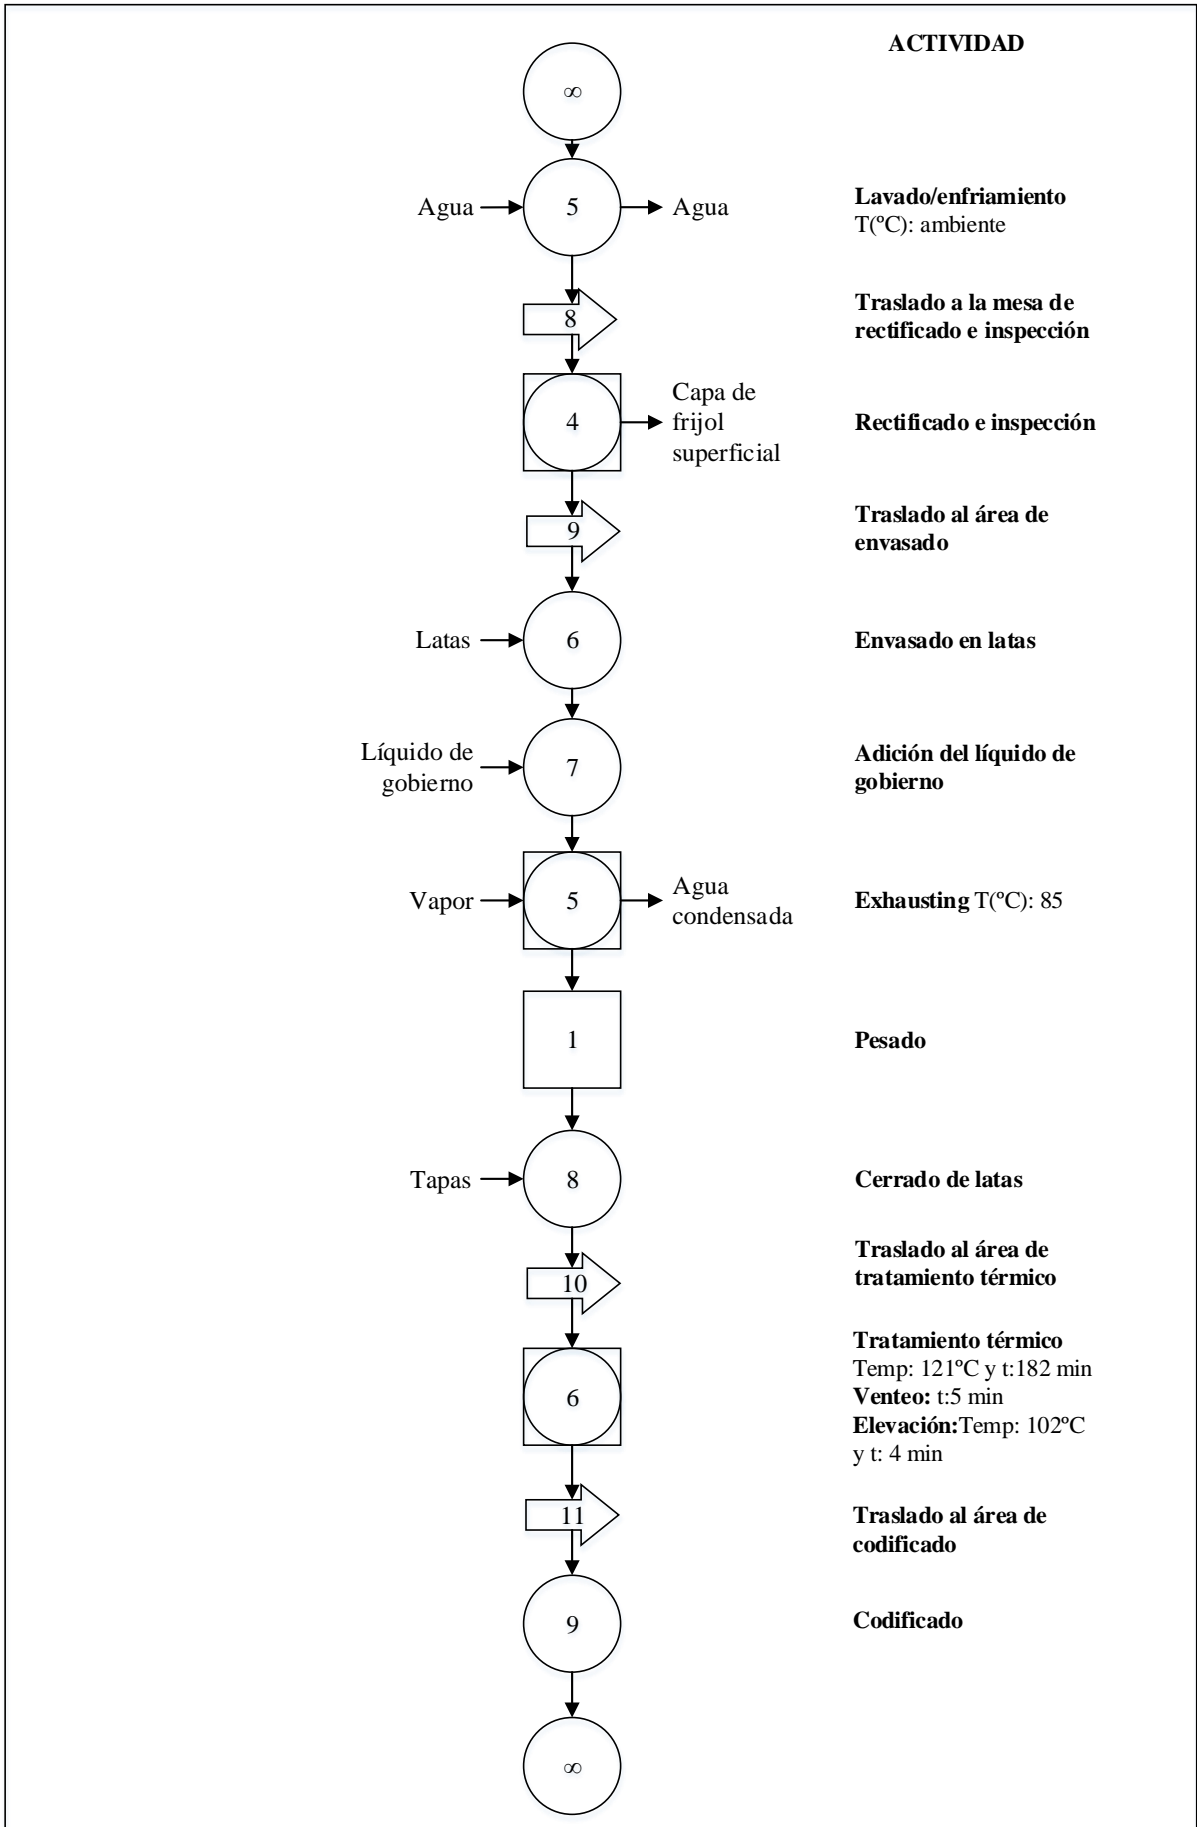 ACTIVIDAD
∞
Agua
5
Agua
Lavado/enfriamiento
T(ºC): ambiente
8
Traslado a la mesa de
rectificado e inspección
4
Capa de
frijol
superficial
Rectificado e inspección
9
Traslado al área de
envasado
Latas
6
Envasado en latas
Líquido de
gobierno
7
Adición del líquido de
gobierno
Vapor
5
Agua
condensada
Exhausting T(ºC): 85
1
Pesado
Tapas
8
Cerrado de latas
10
Traslado al área de
tratamiento térmico
6
Tratamiento térmico
Temp: 121ºC y t:182 min
Venteo: t:5 min
Elevación:Temp: 102ºC
y t: 4 min
11
Traslado al área de
codificado
9
Codificado
∞